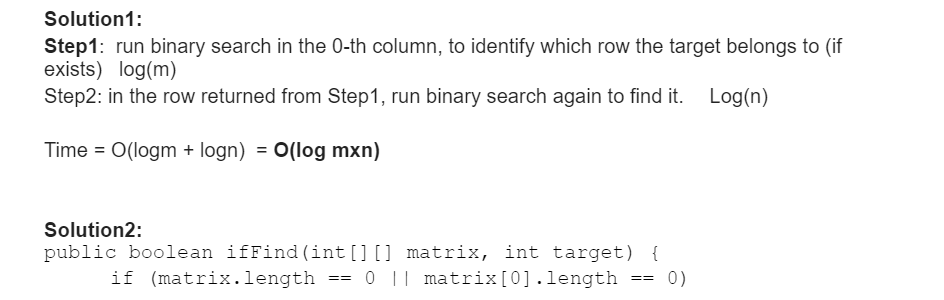 Solution1:
Step1: run binary search in the 0-th column, to identify which row the target belongs to (if
exists) log(m)
Step2: in the row returned from Step1, run binary search again to find it. Log(n)
Time = O(logm + logn) = O(log mxn)
Solution2:
public boolean ifFind(int[][] matrix, int target) {
if (matrix.length == 0 || matrix[0].length == 0)